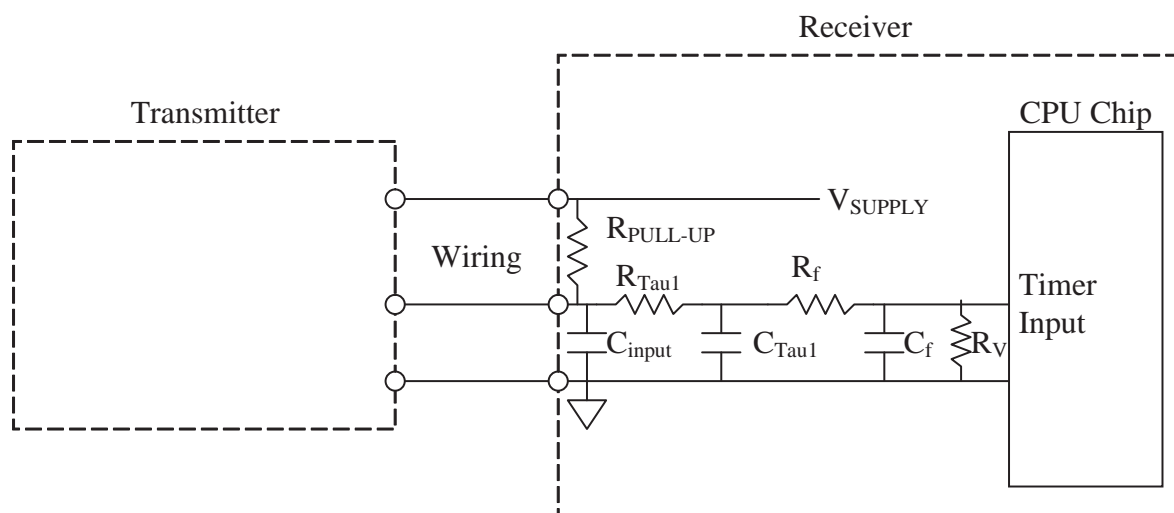 Receiver
Transmitter
CPU Chip
V_SUPPLY
R_PULL-UP
Wiring
R_Tau1
R_f
Timer
Input
C_input
C_Tau1
C_f
R_V